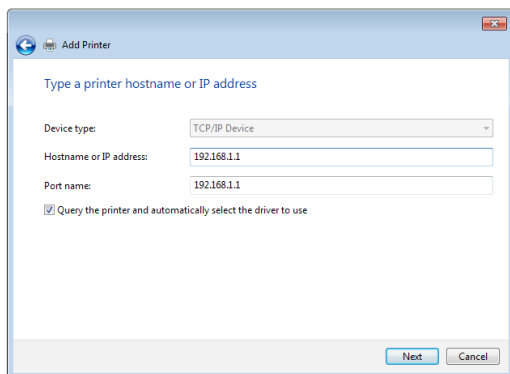 Add Printer
Type a printer hostname or IP address
Device type: TCP/IP Device
Hostname or IP address: 192.168.1.1
Port name: 192.168.1.1
Query the printer and automatically select the driver to use
Next Cancel